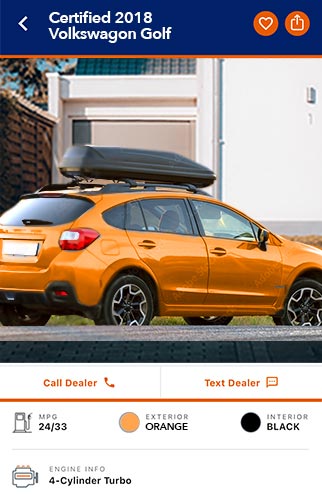 Certified 2018
Volkswagon Golf
Call Dealer
Text Dealer
MPG
24/33
EXTERIOR
ORANGE
INTERIOR
BLACK
ENGINE INFO
4-Cylinder Turbo